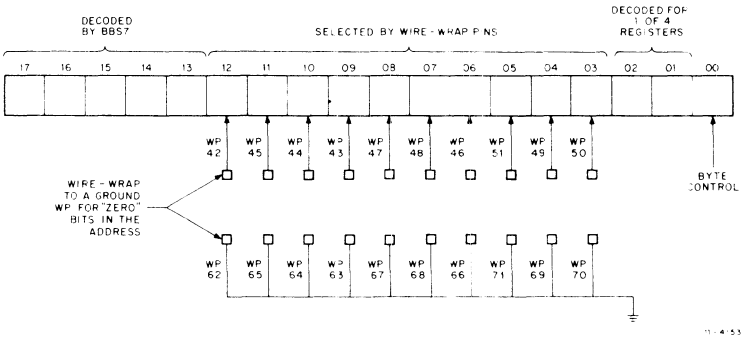 DECODED
BY BBS7
SELECTED BY WIRE-WRAP PINS
DECODED FOR
1 OF 4
REGISTERS
17 16 15 14 13 12 11 10 09 08 07 06 05 04 03 02 01 00
WP WP WP WP WP WP WP WP WP WP
42 45 44 43 47 48 46 51 49 50
BYTE
CONTROL
WIRE-WRAP
TO A GROUND
WP FOR "ZERO"
BITS IN THE
ADDRESS
WP WP WP WP WP WP WP WP WP WP
62 65 64 63 67 68 66 71 69 70